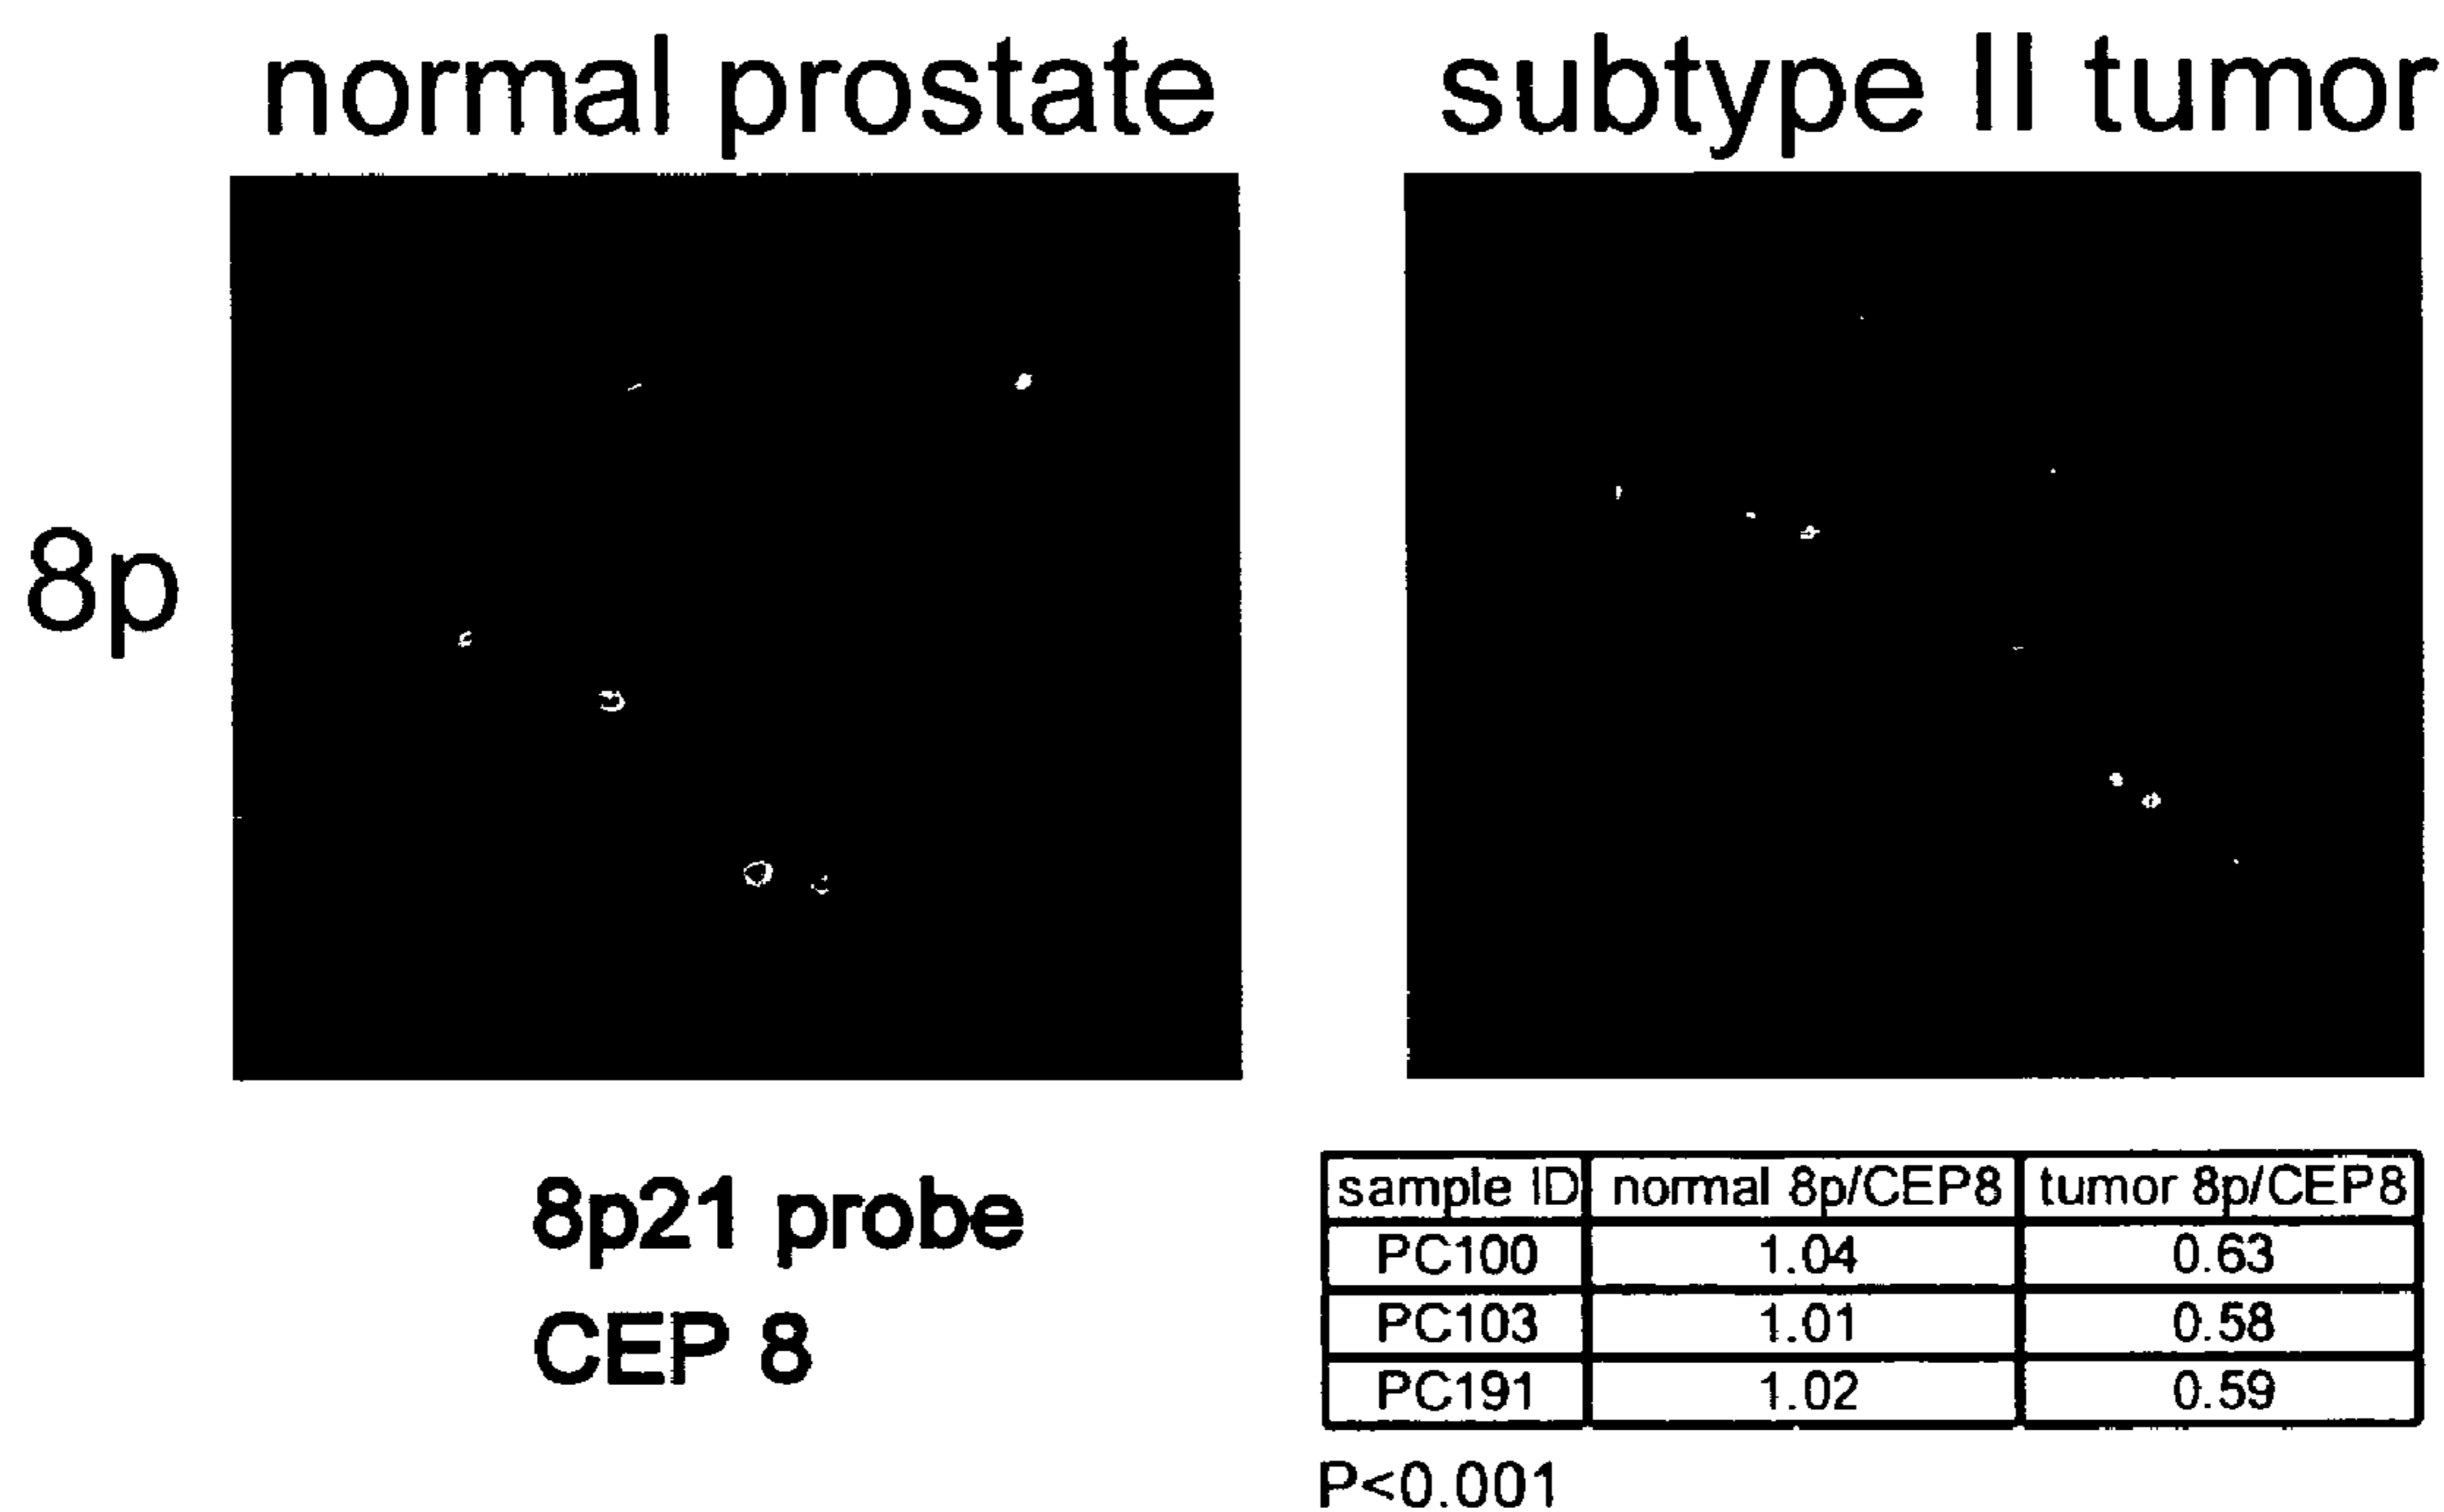 normal prostate
subtype II tumor
8p
8p21 probe
CEP 8
sample ID normal 8p/CEP8 tumor 8p/CEP8
PC100 1.04 0.63
PC103 1.01 0.58
PC191 1.02 0.59
P<0.001